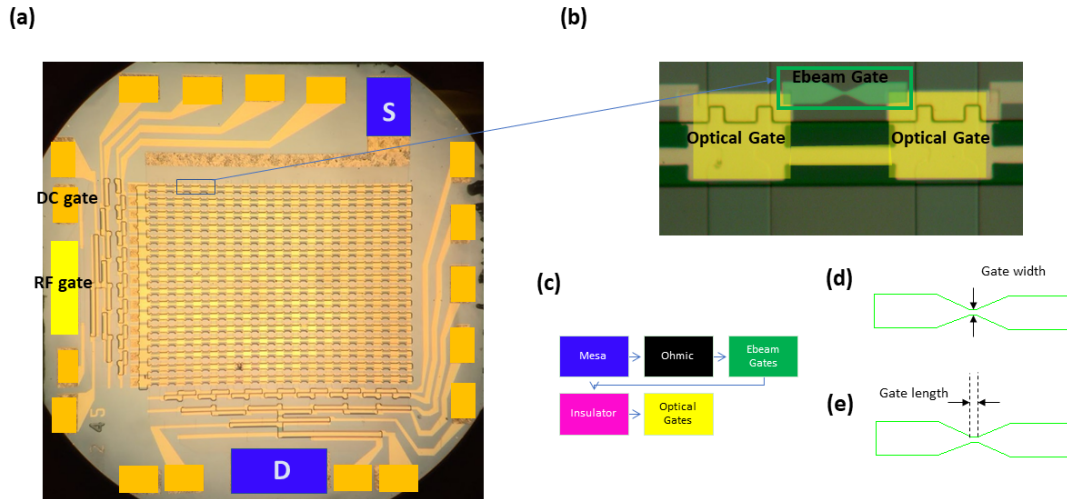 (a)
S
DC gate
RF gate
D
(b)
Ebeam Gate
Optical Gate
Optical Gate
(c)
Mesa
Ohmic
Ebeam
Gates
Insulator
Optical
Gates
(d)
Gate width
(e)
Gate length